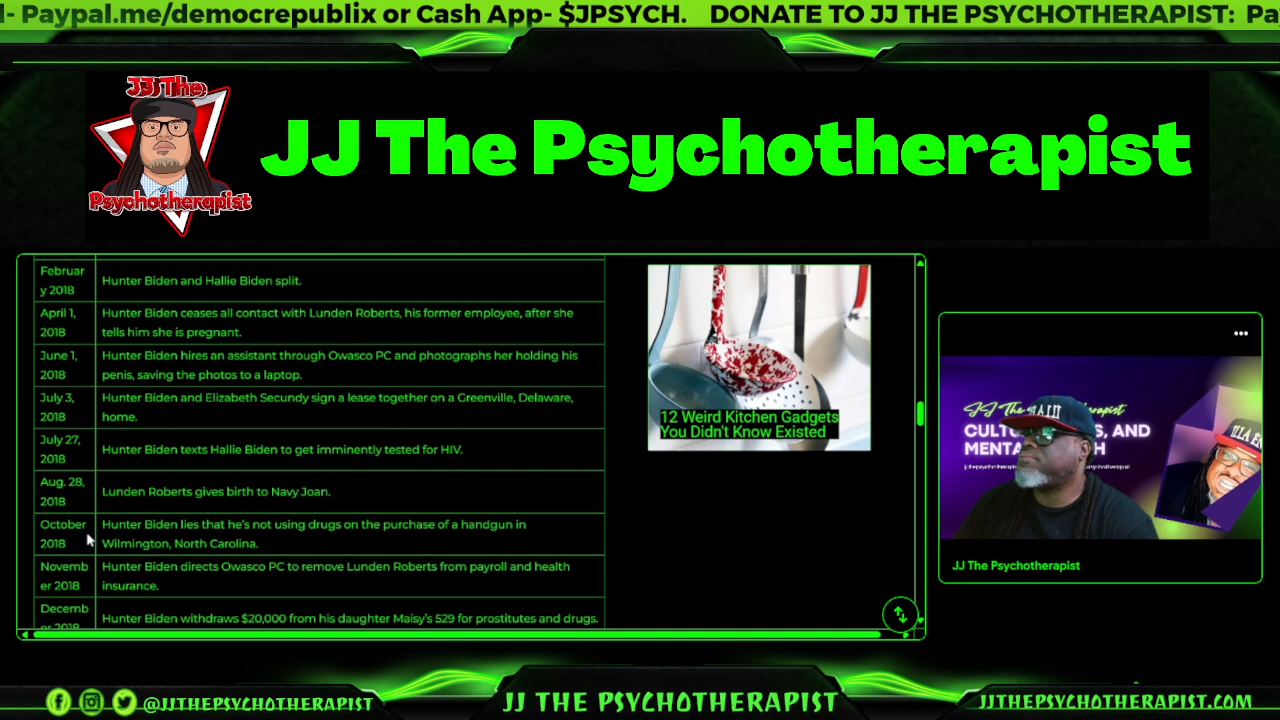 l- Paypal.me/democrepublix or Cash App- $JPSYCH. DONATE TO JJ THE PSYCHOTHERAPIST: Pa
JJ The
Psychotherapist
JJ The Psychotherapist
Februar
y 2018
Hunter Biden and Hallie Biden split.
April 1,
2018
Hunter Biden ceases all contact with Lunden Roberts, his former employee, after she
tells him she is pregnant.
June 1,
2018
Hunter Biden hires an assistant through Owasco PC and photographs her holding his
penis, saving the photos to a laptop.
July 3,
2018
Hunter Biden and Elizabeth Secundy sign a lease together on a Greenville, Delaware,
home.
July 27,
2018
Hunter Biden texts Hallie Biden to get imminently tested for HIV.
Aug. 28,
2018
Lunden Roberts gives birth to Navy Joan.
October
2018
Hunter Biden lies that he's not using drugs on the purchase of a handgun in
Wilmington, North Carolina.
Novemb
er 2018
Hunter Biden directs Owasco PC to remove Lunden Roberts from payroll and health
insurance.
Decemb
er 2018
Hunter Biden withdraws $20,000 from his daughter Maisy's 529 for prostitutes and drugs.
12 Weird Kitchen Gadgets
You Didn't Know Existed
JJ The
CULT S, AND
MENTA H
JJ The Psychotherapist
@JJTHEPSYCHOTHERAPIST
JJ THE PSYCHOTHERAPIST
JJTHEPSYCHOTHERAPIST.COM